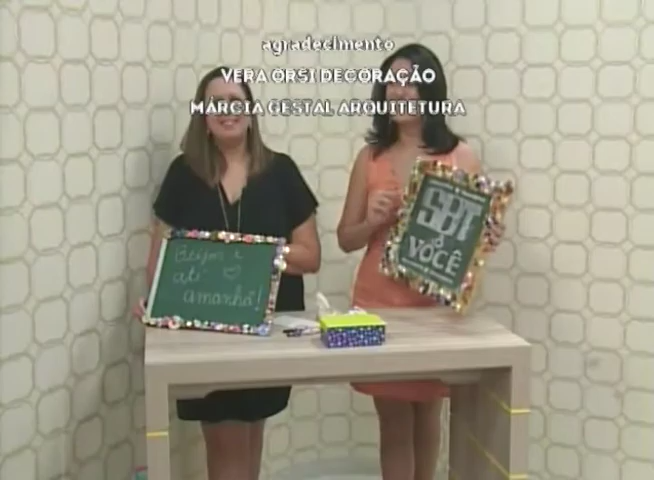 agradecimento
VERA ORSI DECORAÇÃO
MÁRCIA GESTAL ARQUITETURA
SBT
&
VOCÊ
Beijos e
até ♡
amanhã!